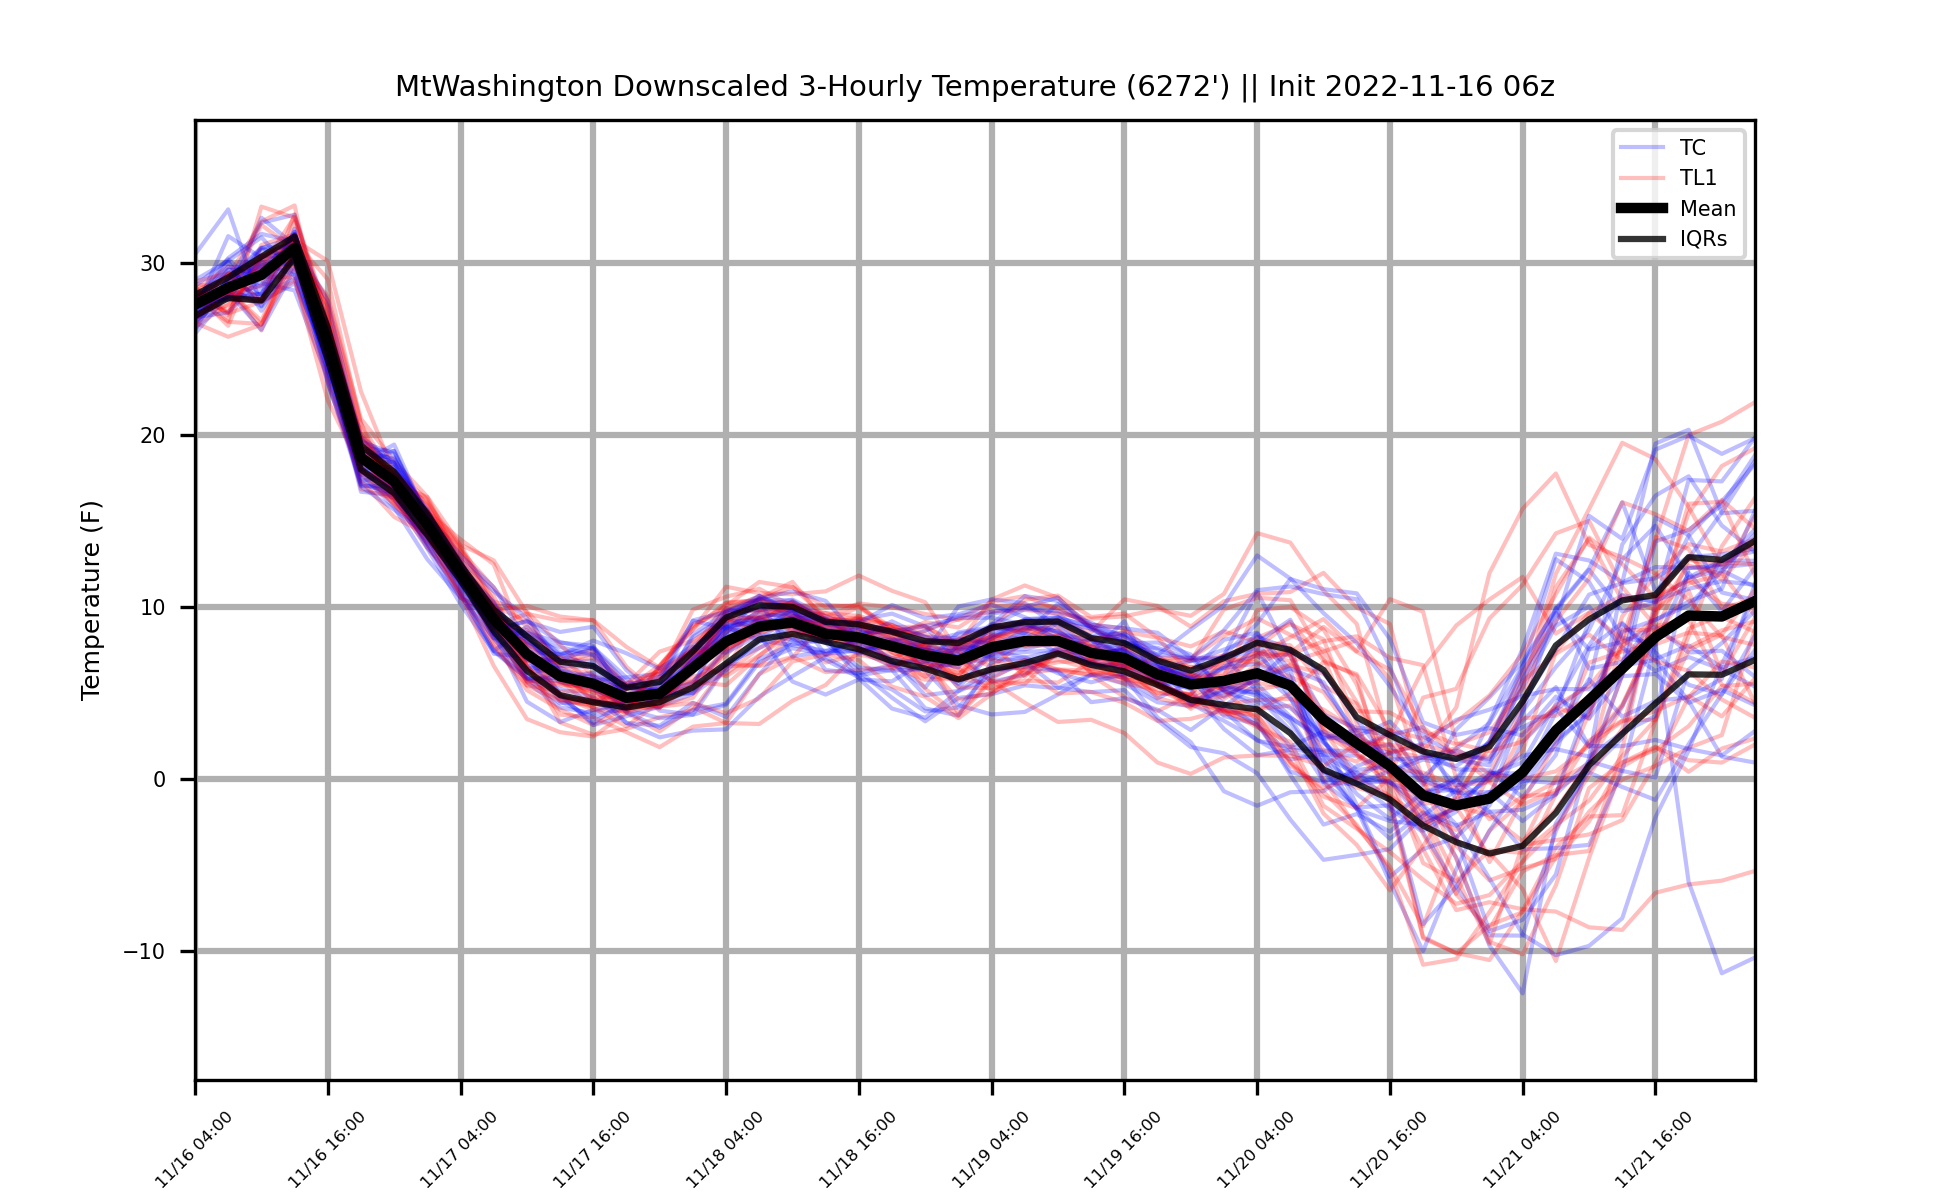 MtWashington Downscaled 3-Hourly Temperature (6272') || Init 2022-11-16 06z
TC
TL1
Mean
IQRs
Temperature (F)
30
20
10
0
−10
11/16 04:00
11/16 16:00
11/17 04:00
11/17 16:00
11/18 04:00
11/18 16:00
11/19 04:00
11/19 16:00
11/20 04:00
11/20 16:00
11/21 04:00
11/21 16:00